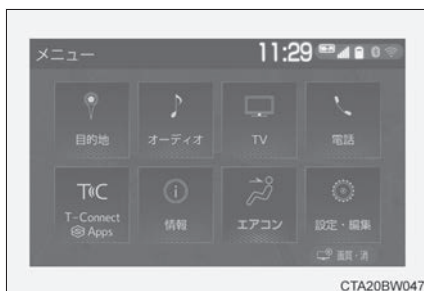 メニュー
11:29
目的地
オーディオ
TV
電話
T-Connect
Apps
情報
エアコン
設定・編集
画質・消
CTA20BW047